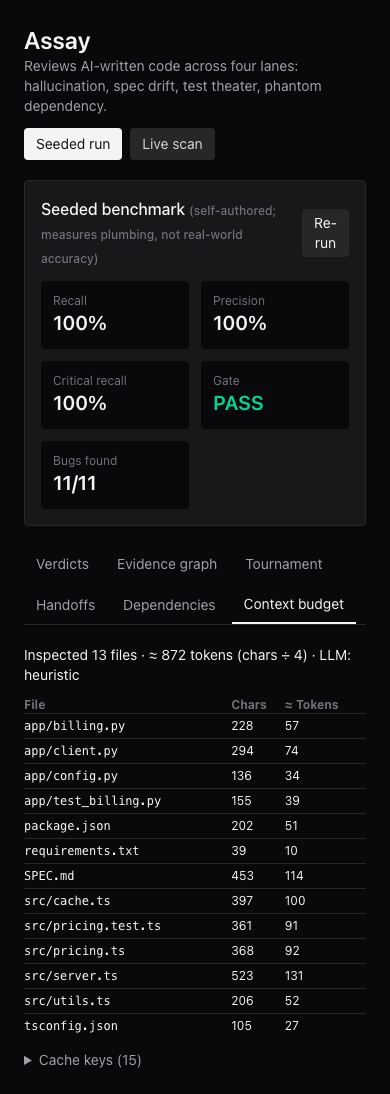 Assay
Reviews AI-written code across four lanes:
hallucination, spec drift, test theater, phantom
dependency.
Seeded run Live scan
Seeded benchmark (self-authored;
measures plumbing, not real-world
accuracy)
Re-
run
Recall Precision
100% 100%
Critical recall Gate
100% PASS
Bugs found
11/11
Verdicts Evidence graph Tournament
Handoffs Dependencies Context budget
Inspected 13 files · ≈ 872 tokens (chars ÷ 4) · LLM:
heuristic
File Chars ≈ Tokens
app/billing.py 228 57
app/client.py 294 74
app/config.py 136 34
app/test_billing.py 155 39
package.json 202 51
requirements.txt 39 10
SPEC.md 453 114
src/cache.ts 397 100
src/pricing.test.ts 361 91
src/pricing.ts 368 92
src/server.ts 523 131
src/utils.ts 206 52
tsconfig.json 105 27
▶ Cache keys (15)